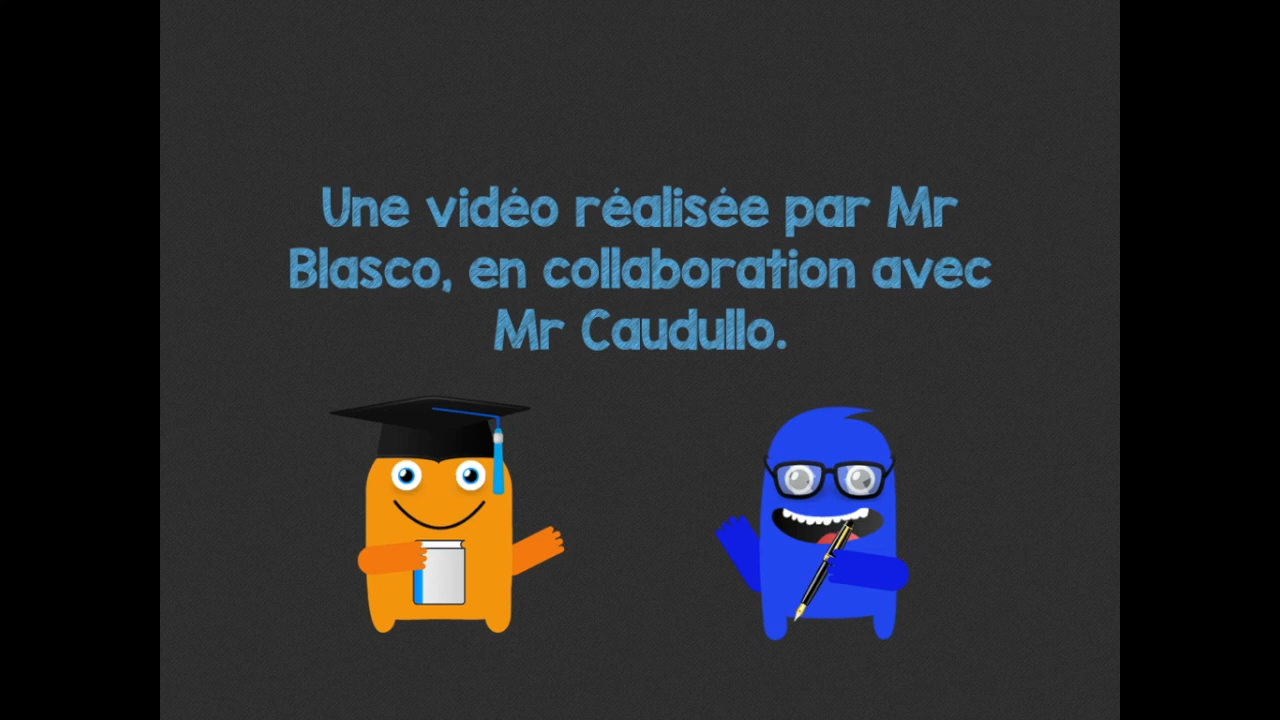 Une vidéo réalisée par Mr
Blasco, en collaboration avec
Mr Caudullo.